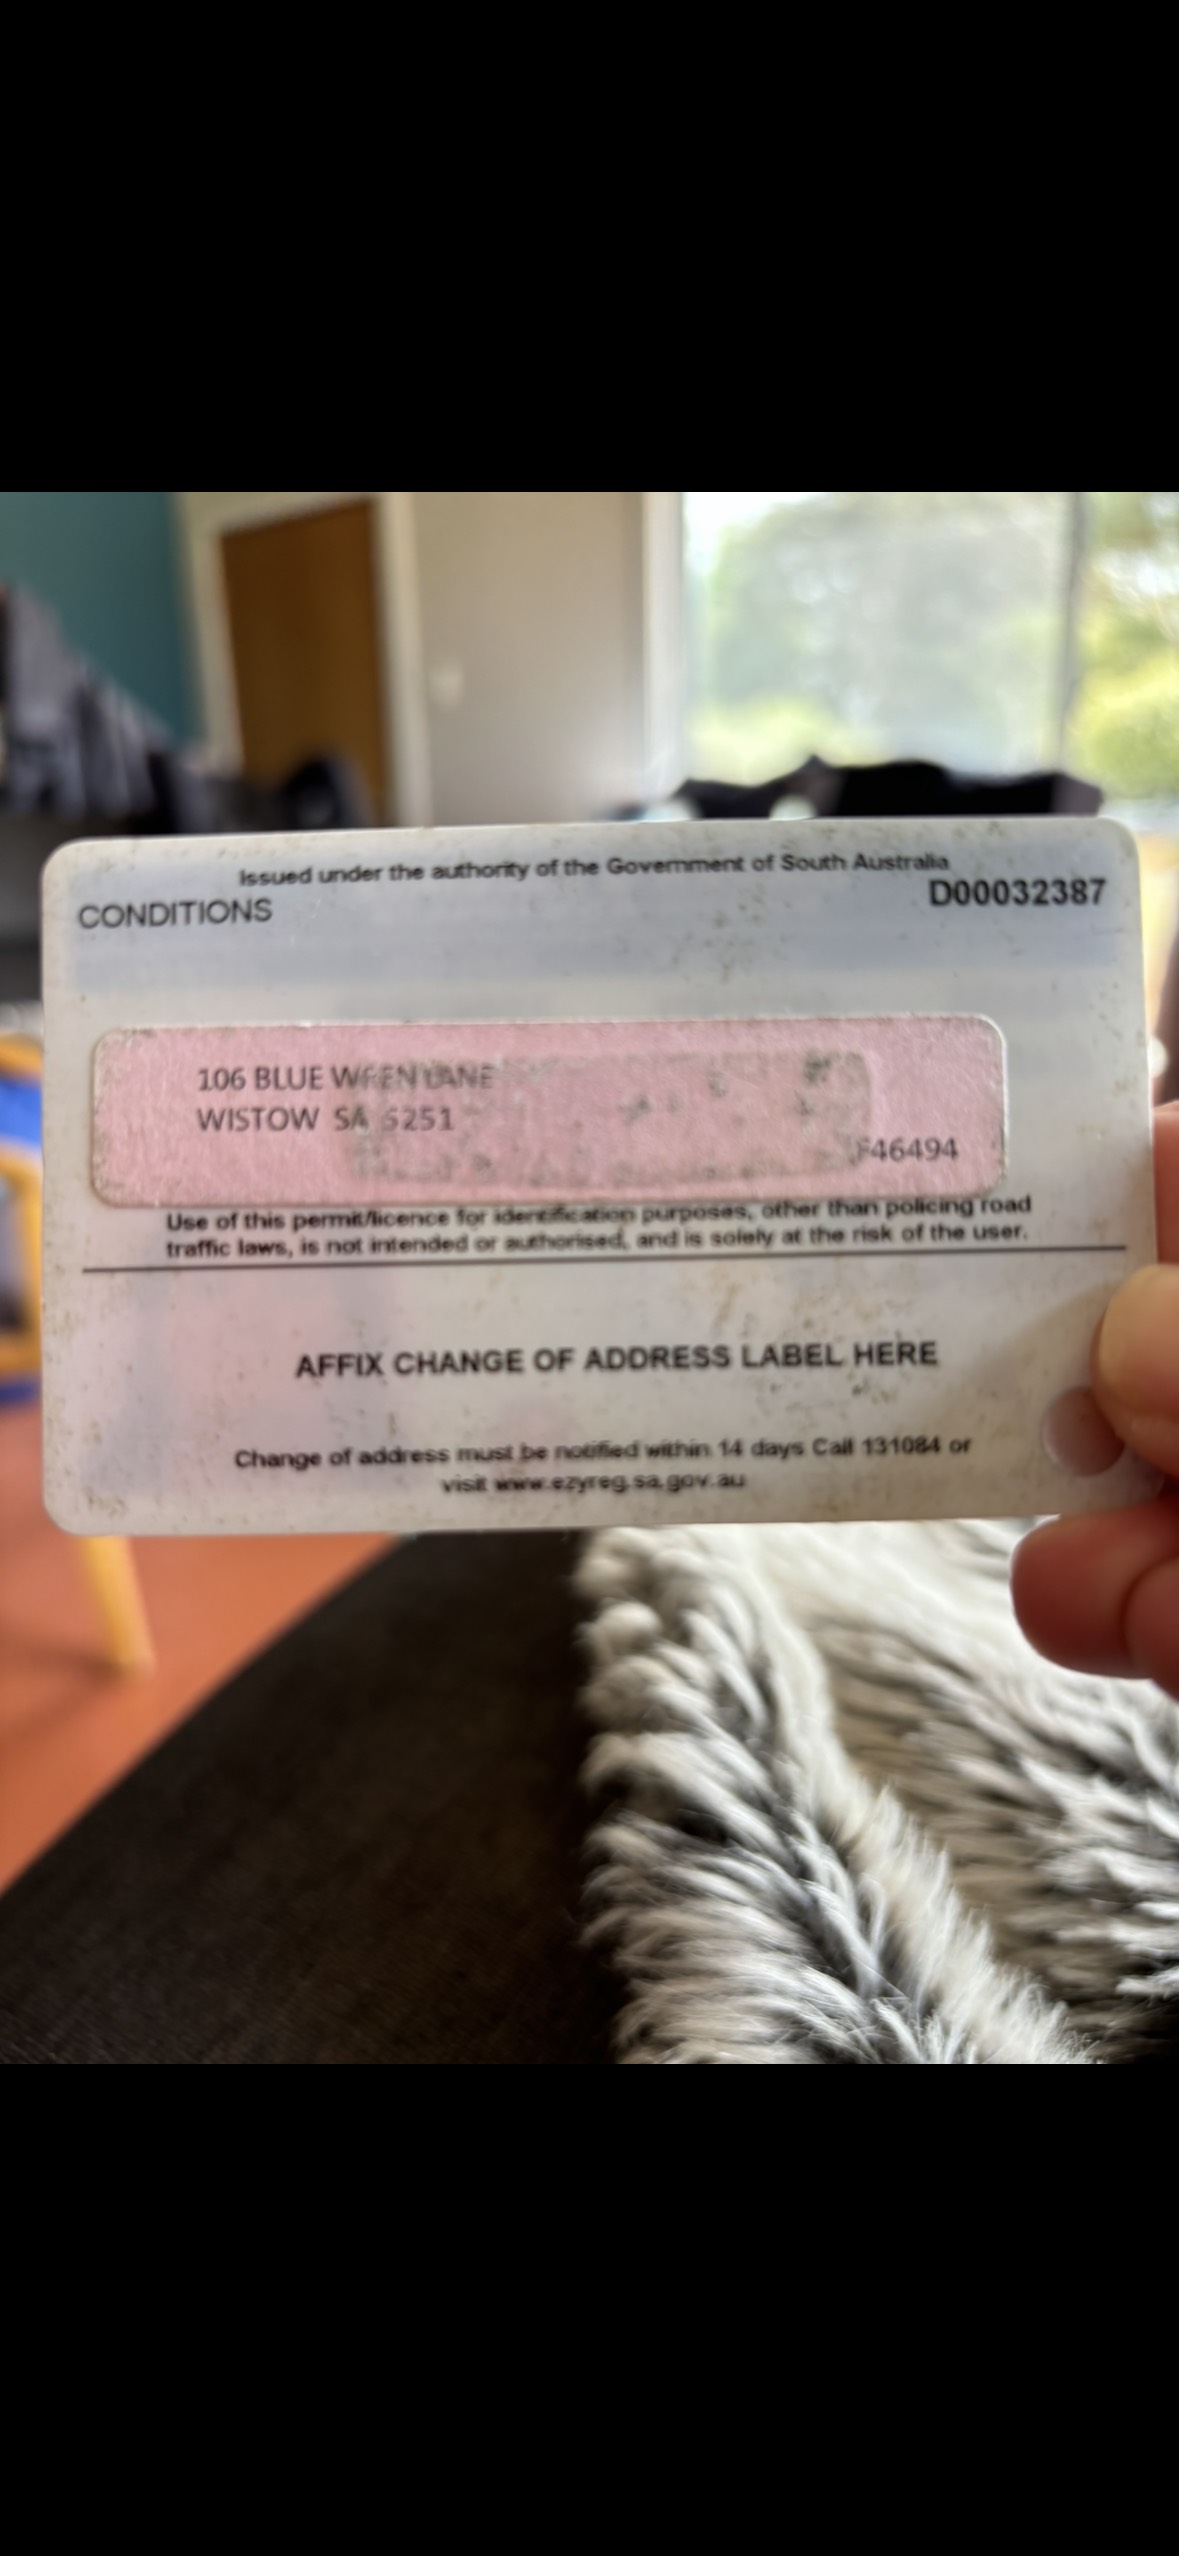 Issued under the authority of the Government of South Australia
CONDITIONS D00032387
106 BLUE WREN LANE
WISTOW SA 5251
F46494
Use of this permit/licence for identification purposes, other than policing road
traffic laws, is not intended or authorised, and is solely at the risk of the user.
AFFIX CHANGE OF ADDRESS LABEL HERE
Change of address must be notified within 14 days Call 131084 or
visit www.ezyreg.sa.gov.au